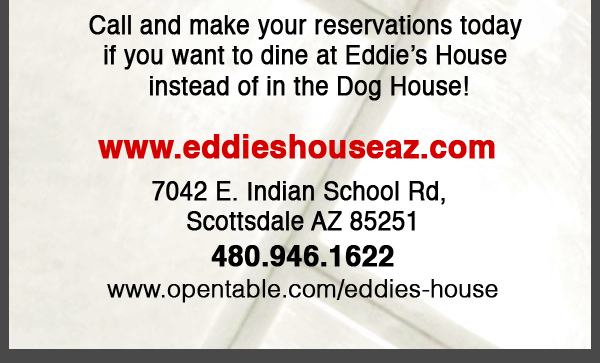 Call and make your reservations today
if you want to dine at Eddie's House
instead of in the Dog House!
www.eddieshouseaz.com
7042 E. Indian School Rd,
Scottsdale AZ 85251
480.946.1622
www.opentable.com/eddies-house